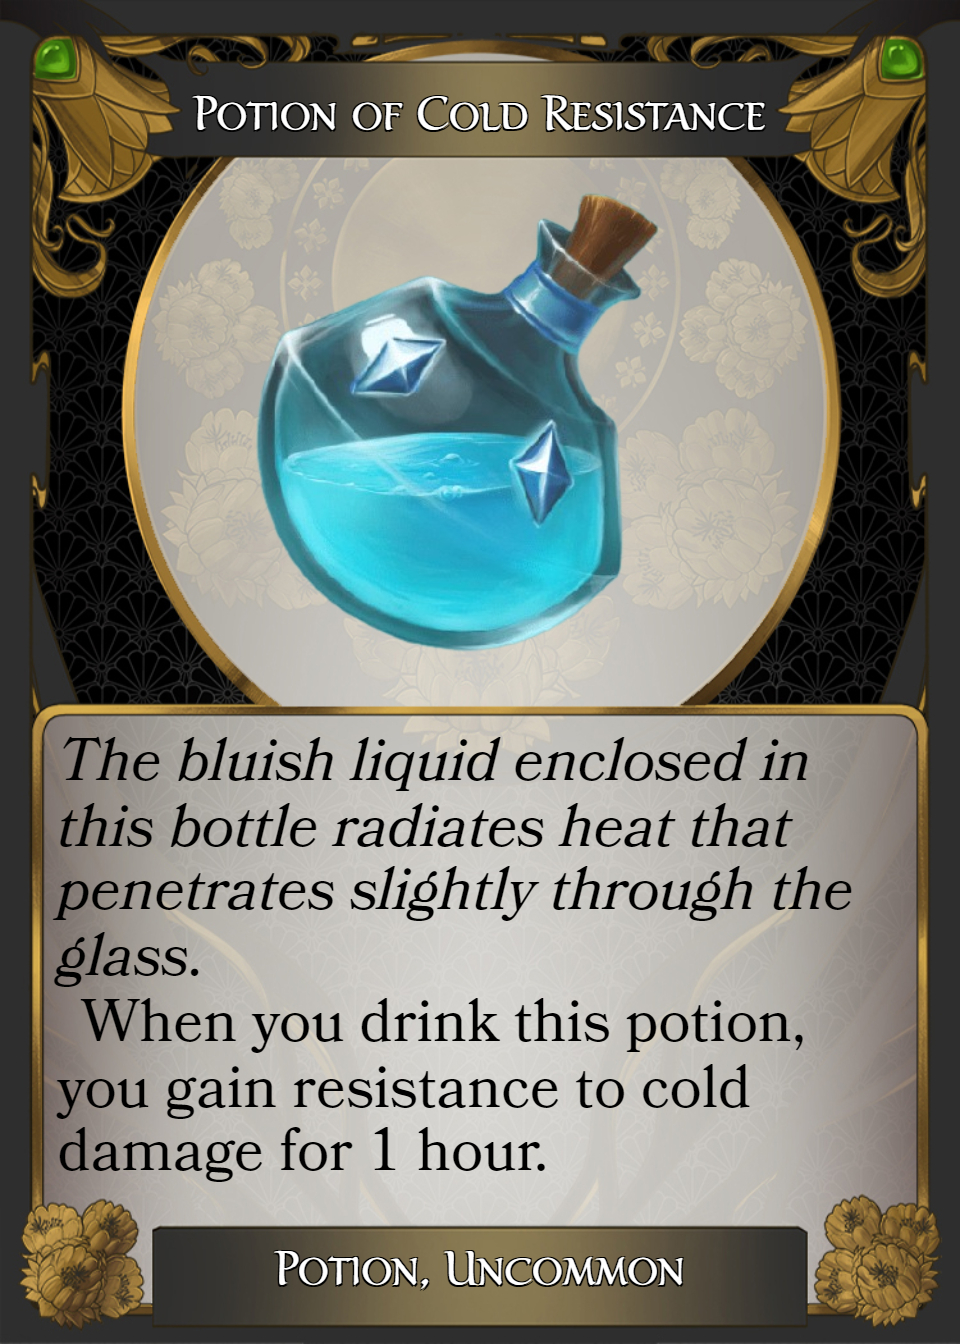 Potion of Cold Resistance
The bluish liquid enclosed in
this bottle radiates heat that
penetrates slightly through the
glass.
When you drink this potion,
you gain resistance to cold
damage for 1 hour.
Potion, Uncommon